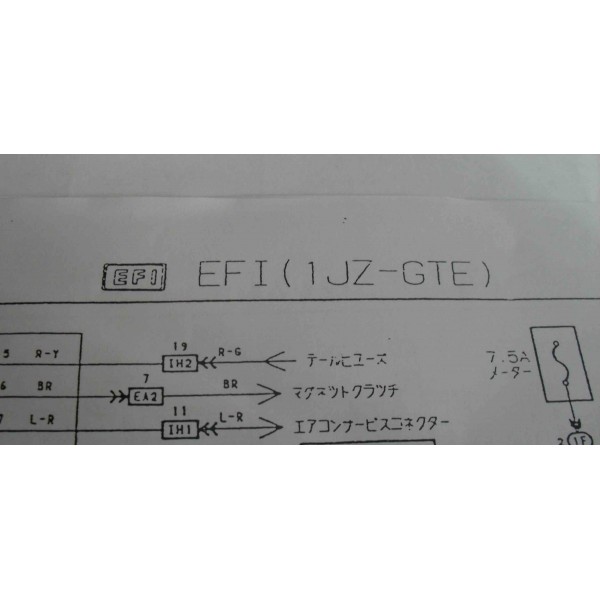 EFI EFI(1JZ-GTE)
5 R-Y 19 IH2 R-G テールヒューズ 7.5A
メーター
6 BR 7 EA2 BR マグネットクラッチ
7 L-R 11 IH1 L-R エアコンサービスコネクター
2 1F